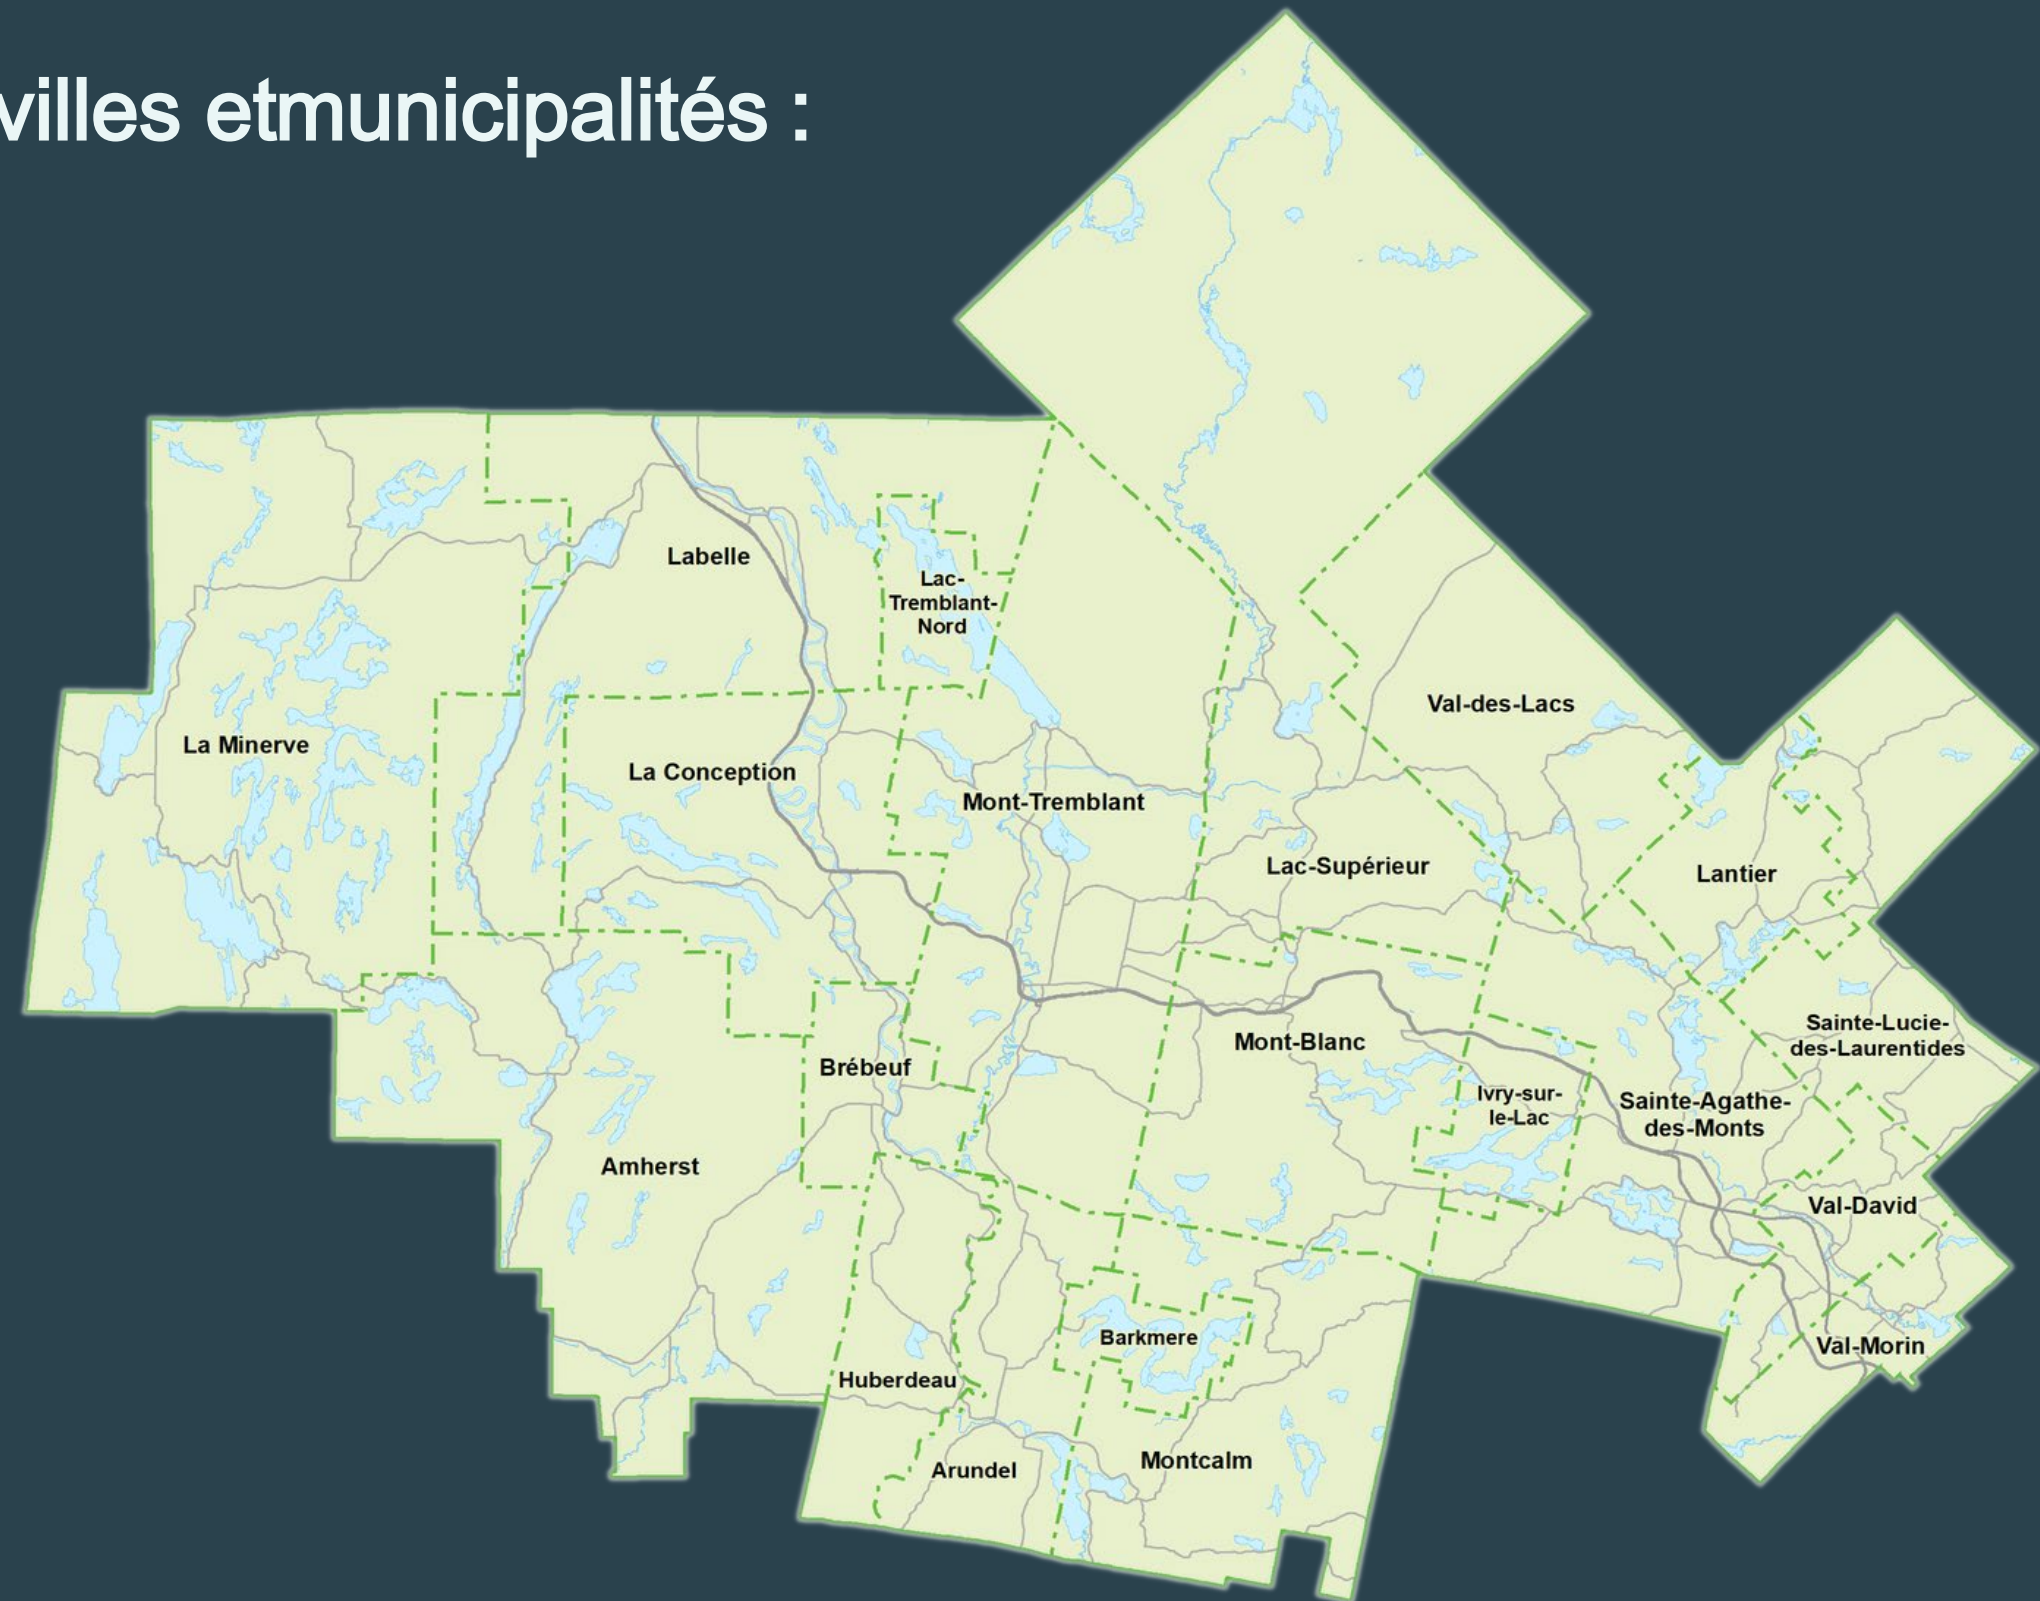 villes etmunicipalités :
Labelle
Lac-
Tremblant-
Nord
Val-des-Lacs
La Minerve
La Conception
Mont-Tremblant
Lac-Supérieur
Lantier
Sainte-Lucie-
des-Laurentides
Mont-Blanc
Brébeuf
Ivry-sur-
le-Lac
Sainte-Agathe-
des-Monts
Amherst
Val-David
Barkmere
Val-Morin
Huberdeau
Montcalm
Arundel